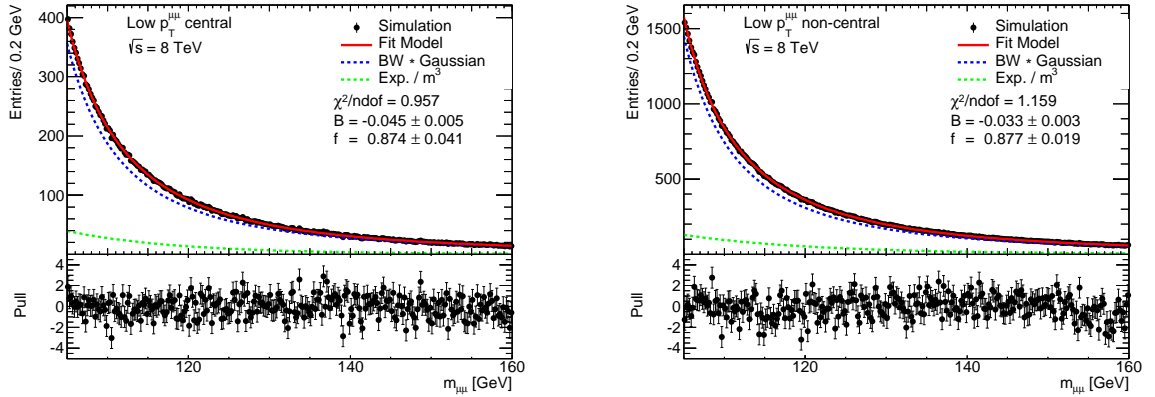 Entries/ 0.2 GeV
400
300
200
100
Low p_T^μμ central
√s = 8 TeV
Simulation
Fit Model
BW * Gaussian
Exp. / m³
χ²/ndof = 0.957
B = -0.045 ± 0.005
f = 0.874 ± 0.041
Pull
4
2
0
-2
-4
120
140
160
m_μμ [GeV]
Entries/ 0.2 GeV
1500
1000
500
Low p_T^μμ non-central
√s = 8 TeV
Simulation
Fit Model
BW * Gaussian
Exp. / m³
χ²/ndof = 1.159
B = -0.033 ± 0.003
f = 0.877 ± 0.019
Pull
4
2
0
-2
-4
120
140
160
m_μμ [GeV]